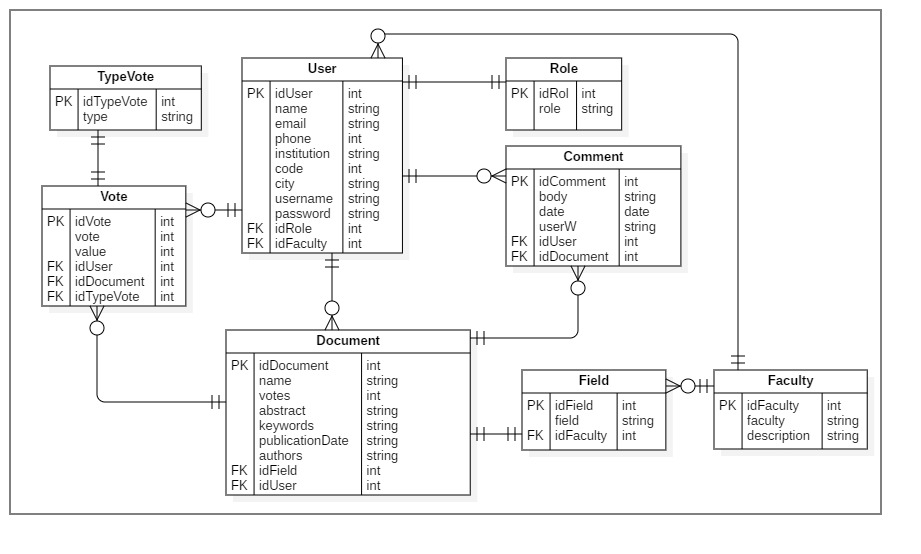 TypeVote
PK idTypeVote int
type string
User
PK idUser int
name string
email string
phone int
institution string
code int
city string
username string
password string
FK idRole int
FK idFaculty int
Role
PK idRol int
role string
Comment
PK idComment int
body string
date date
userW string
FK idUser int
FK idDocument int
Vote
PK idVote int
vote int
value int
FK idUser int
FK idDocument int
FK idTypeVote int
Document
PK idDocument int
name string
votes int
abstract string
keywords string
publicationDate string
authors string
FK idField int
FK idUser int
Field
PK idField int
field string
FK idFaculty int
Faculty
PK idFaculty int
faculty string
description string